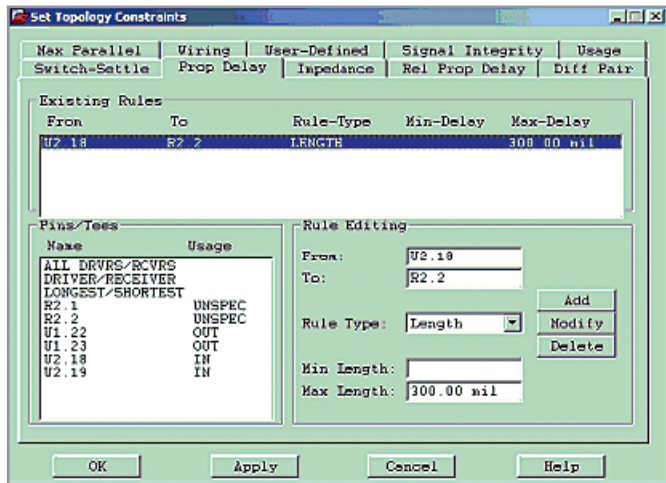 Set Topology Constraints
Max Parallel Wiring User-Defined Signal Integrity Usage
Switch-Settle Prop Delay Impedance Rel Prop Delay Diff Pair
Existing Rules
From To Rule-Type Min-Delay Max-Delay
U2.18 R2.2 LENGTH 300.00 mil
Pins/Tees
Name Usage
ALL DRVRS/RCVRS
DRIVER/RECEIVER
LONGEST/SHORTEST
R2.1 UNSPEC
R2.2 UNSPEC
U1.22 OUT
U1.23 OUT
U2.18 IN
U2.19 IN
Rule Editing
From: U2.18
To: R2.2
Rule Type: Length
Min Length:
Max Length: 300.00 mil
Add
Modify
Delete
OK Apply Cancel Help